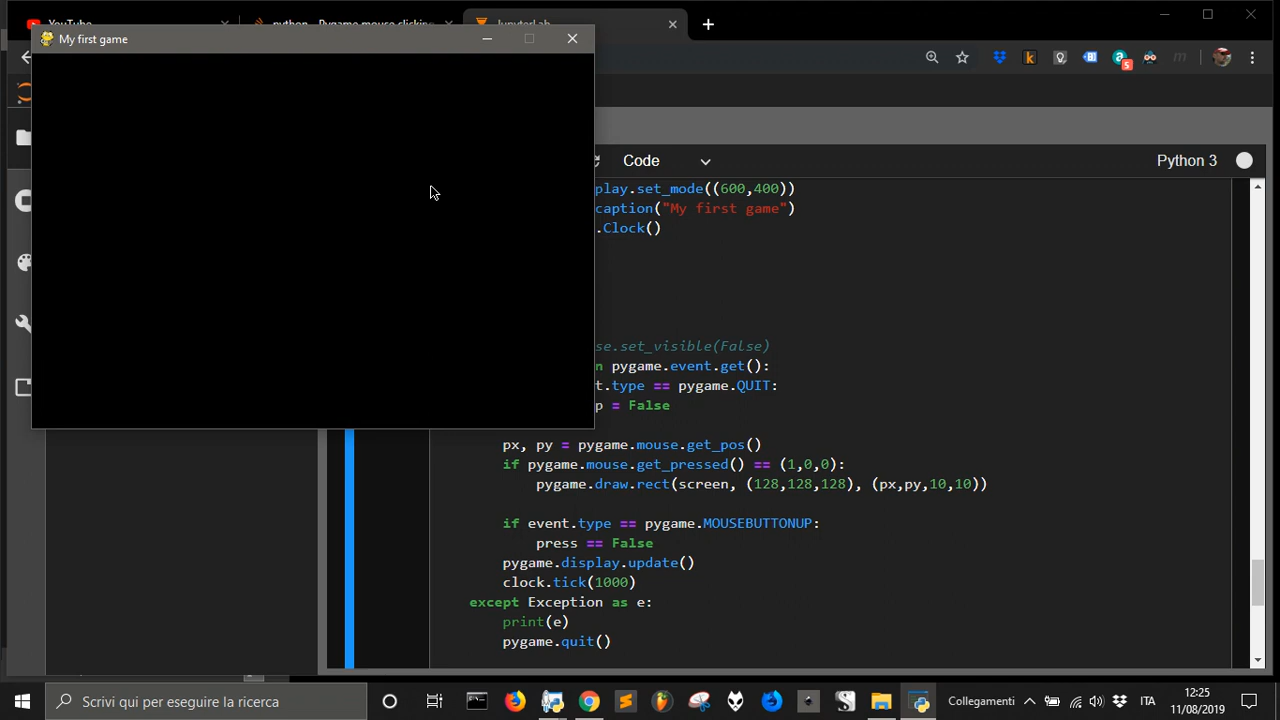 YouTube
python - Pygame mouse clicking
JupyterLab
My first game
5
Code
Python 3
play.set_mode((600,400))
caption("My first game")
.Clock()
se.set_visible(False)
n pygame.event.get():
t.type == pygame.QUIT:
p = False
px, py = pygame.mouse.get_pos()
if pygame.mouse.get_pressed() == (1,0,0):
pygame.draw.rect(screen, (128,128,128), (px,py,10,10))
if event.type == pygame.MOUSEBUTTONUP:
press == False
pygame.display.update()
clock.tick(1000)
except Exception as e:
print(e)
pygame.quit()
Scrivi qui per eseguire la ricerca
Collegamenti
ITA
12:25
11/08/2019